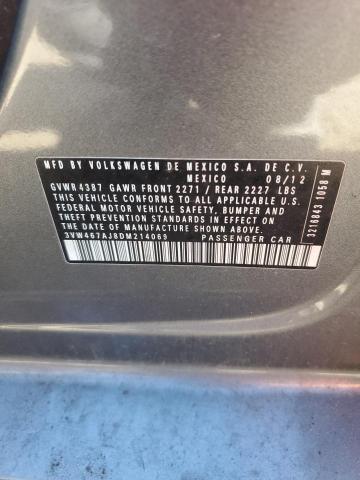 MFD BY VOLKSWAGEN DE MEXICO S.A. DE C.V.
MEXICO 08/12
GVWR 4387 GAWR FRONT 2271 / REAR 2227 LBS
THIS VEHICLE CONFORMS TO ALL APPLICABLE U.S.
FEDERAL MOTOR VEHICLE SAFETY, BUMPER AND
THEFT PREVENTION STANDARDS IN EFFECT ON
THE DATE OF MANUFACTURE SHOWN ABOVE.
3VW467AJ8DM214069 PASSENGER CAR
3216843 1050 M